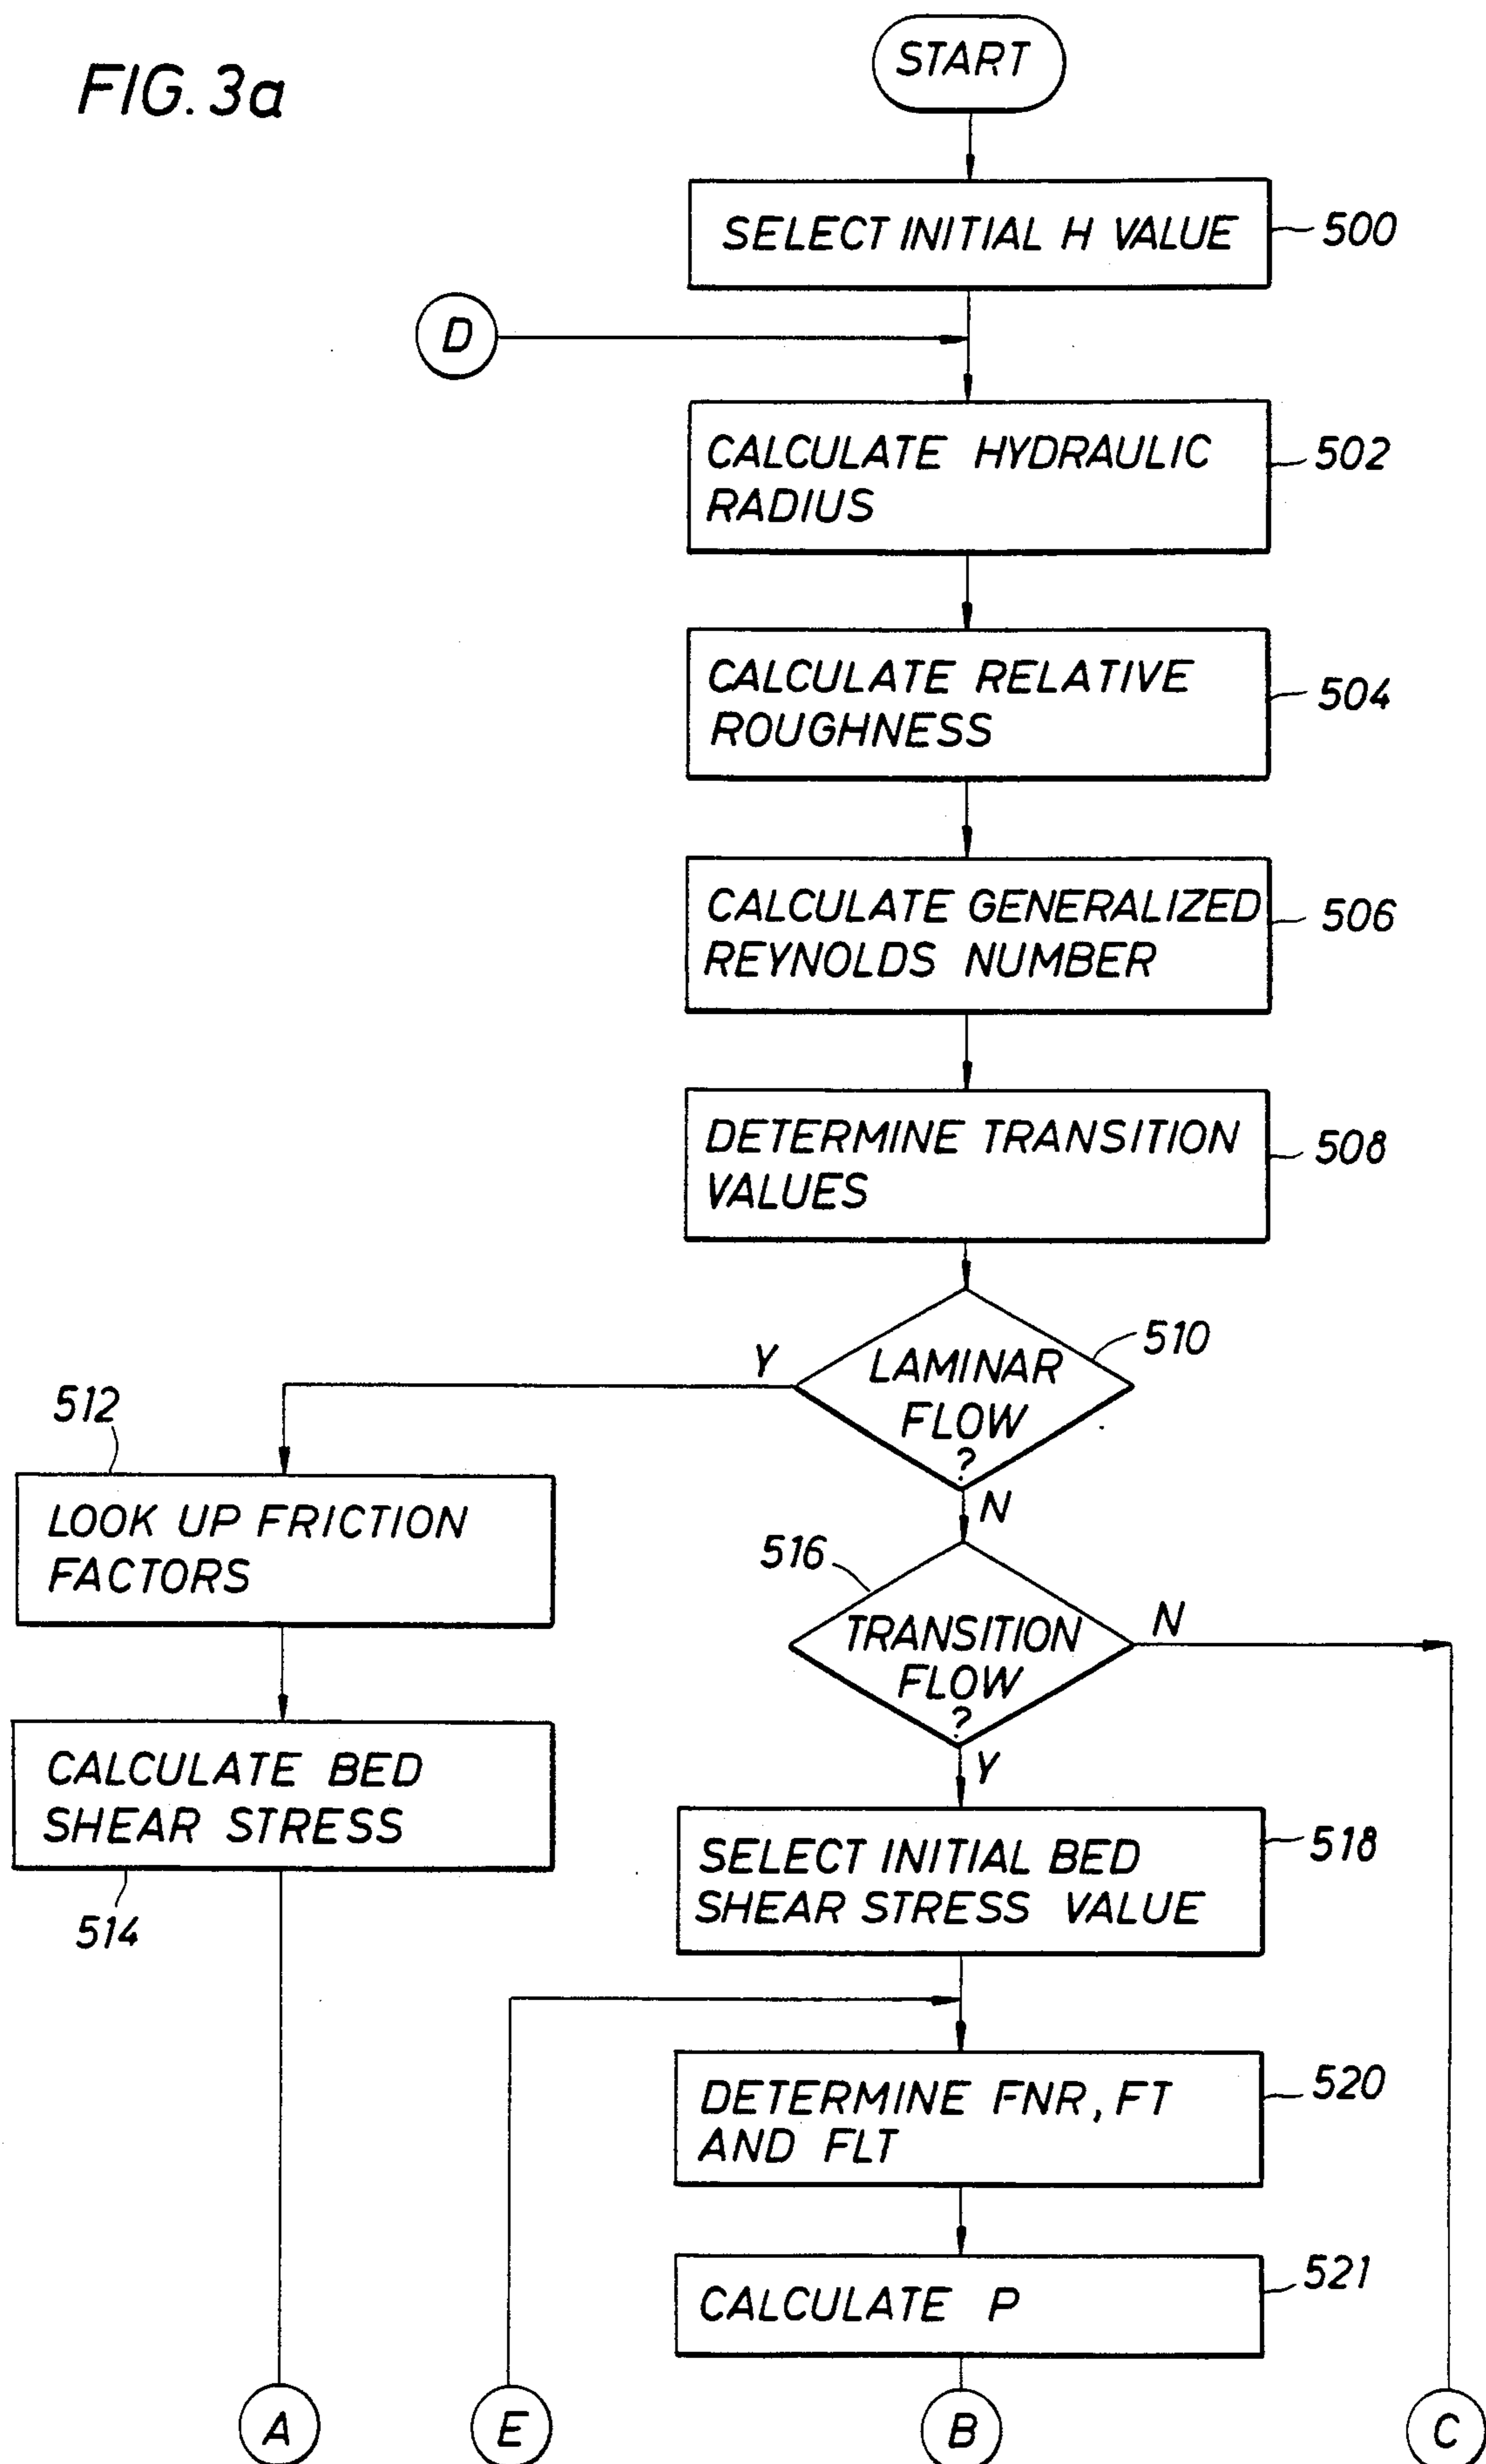 FIG. 3a
START
SELECT INITIAL H VALUE
500
D
CALCULATE HYDRAULIC
RADIUS
502
CALCULATE RELATIVE
ROUGHNESS
504
CALCULATE GENERALIZED
REYNOLDS NUMBER
506
DETERMINE TRANSITION
VALUES
508
LAMINAR
FLOW
?
510
Y
N
512
LOOK UP FRICTION
FACTORS
516
TRANSITION
FLOW
?
N
Y
CALCULATE BED
SHEAR STRESS
514
SELECT INITIAL BED
SHEAR STRESS VALUE
518
DETERMINE FNR, FT
AND FLT
520
CALCULATE P
521
A
E
B
C